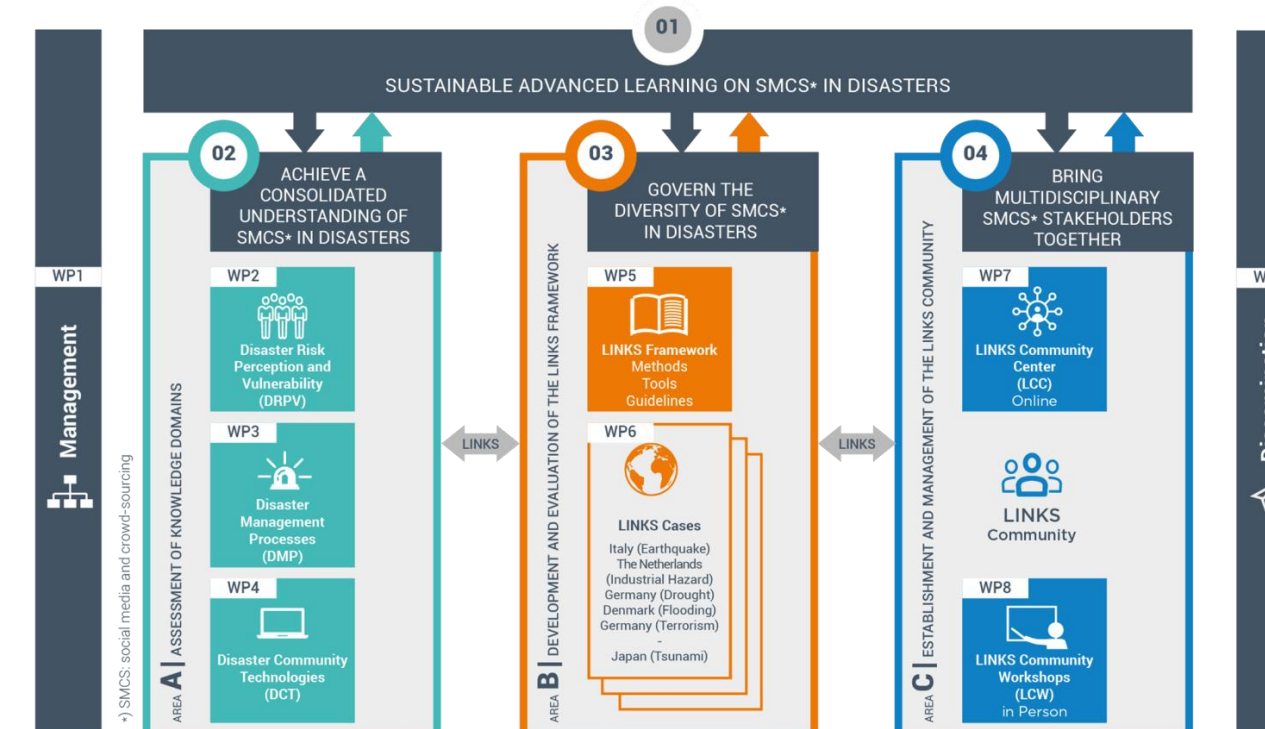 01
SUSTAINABLE ADVANCED LEARNING ON SMCS* IN DISASTERS
WP1
Management
*) SMCS: social media and crowd-sourcing
02
ACHIEVE A
CONSOLIDATED
UNDERSTANDING OF
SMCS* IN DISASTERS
AREA A | ASSESSMENT OF KNOWLEDGE DOMAINS
WP2
Disaster Risk
Perception and
Vulnerability
(DRPV)
WP3
Disaster
Management
Processes
(DMP)
WP4
Disaster Community
Technologies
(DCT)
LINKS
03
GOVERN THE
DIVERSITY OF SMCS*
IN DISASTERS
AREA B | DEVELOPMENT AND EVALUATION OF THE LINKS FRAMEWORK
WP5
LINKS Framework
Methods
Tools
Guidelines
WP6
LINKS Cases
Italy (Earthquake)
The Netherlands
(Industrial Hazard)
Germany (Drought)
Denmark (Flooding)
Germany (Terrorism)
-
Japan (Tsunami)
LINKS
04
BRING
MULTIDISCIPLINARY
SMCS* STAKEHOLDERS
TOGETHER
AREA C | ESTABLISHMENT AND MANAGEMENT OF THE LINKS COMMUNITY
WP7
LINKS Community
Center
(LCC)
Online
LINKS
Community
WP8
LINKS Community
Workshops
(LCW)
in Person